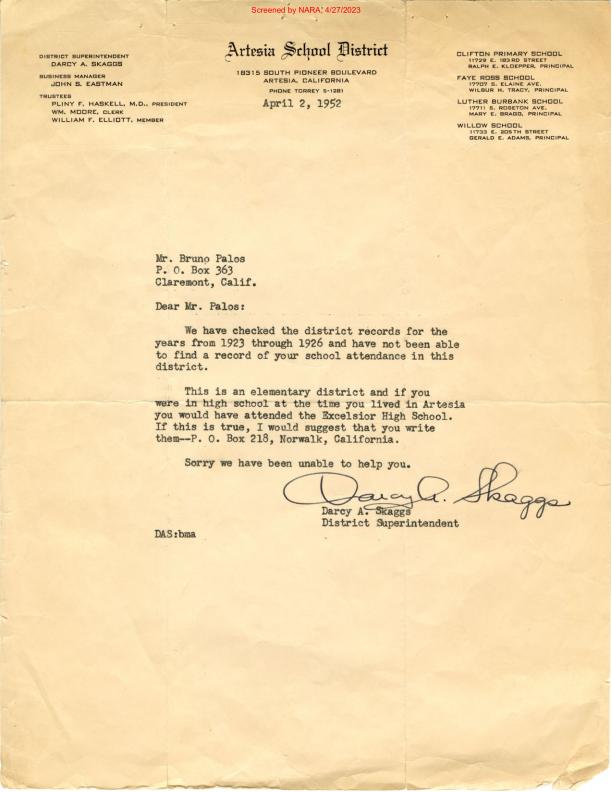 Screened by NARA, 4/27/2023
Artesia School District
18315 SOUTH PIONEER BOULEVARD
ARTESIA, CALIFORNIA
PHONE TORREY 5-1281
April 2, 1952
DISTRICT SUPERINTENDENT
DARCY A. SKAGGS
BUSINESS MANAGER
JOHN S. EASTMAN
TRUSTEES
PLINY F. HASKELL, M.D., PRESIDENT
WM. MOORE, CLERK
WILLIAM F. ELLIOTT, MEMBER
CLIFTON PRIMARY SCHOOL
11729 E. 183RD STREET
RALPH E. KLOEPPER, PRINCIPAL
FAYE ROSS SCHOOL
17707 S. ELAINE AVE.
WILBUR H. TRACY, PRINCIPAL
LUTHER BURBANK SCHOOL
17711 S. ROSETON AVE.
MARY E. BRAGG, PRINCIPAL
WILLOW SCHOOL
11733 E. 205TH STREET
GERALD E. ADAMS, PRINCIPAL
Mr. Bruno Palos
P. O. Box 363
Claremont, Calif.
Dear Mr. Palos:
We have checked the district records for the
years from 1923 through 1926 and have not been able
to find a record of your school attendance in this
district.
This is an elementary district and if you
were in high school at the time you lived in Artesia
you would have attended the Excelsior High School.
If this is true, I would suggest that you write
them--P. O. Box 218, Norwalk, California.
Sorry we have been unable to help you.
Darcy A. Skaggs
Darcy A. Skaggs
District Superintendent
DAS:bma